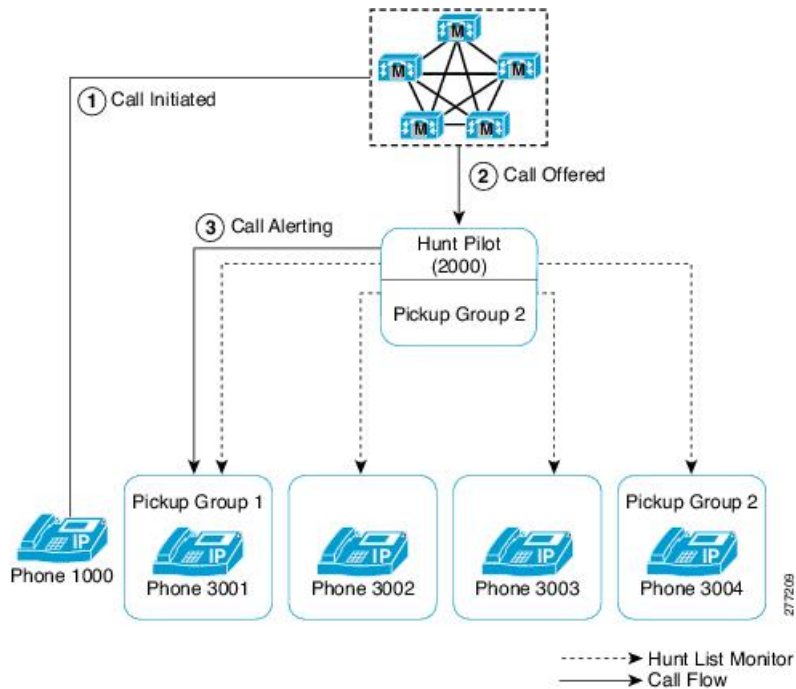 M
M
M
M
M
1 Call Initiated
2 Call Offered
3 Call Alerting
Hunt Pilot
(2000)
Pickup Group 2
Pickup Group 1
Pickup Group 2
IP
IP
IP
IP
IP
Phone 1000
Phone 3001
Phone 3002
Phone 3003
Phone 3004
277209
Hunt List Monitor
Call Flow